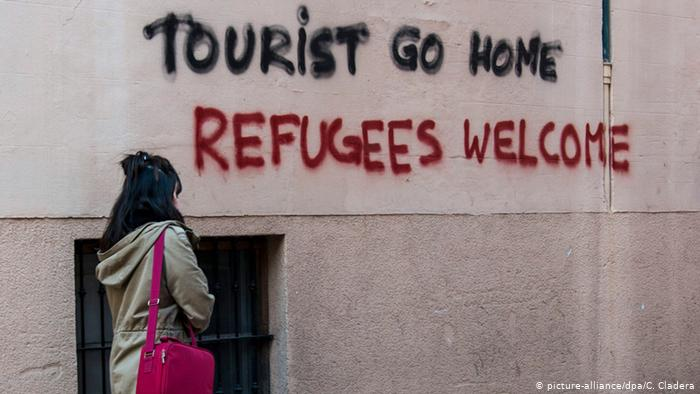 TOURIST GO HOME
REFUGEES WELCOME
© picture-alliance/dpa/C. Cladera